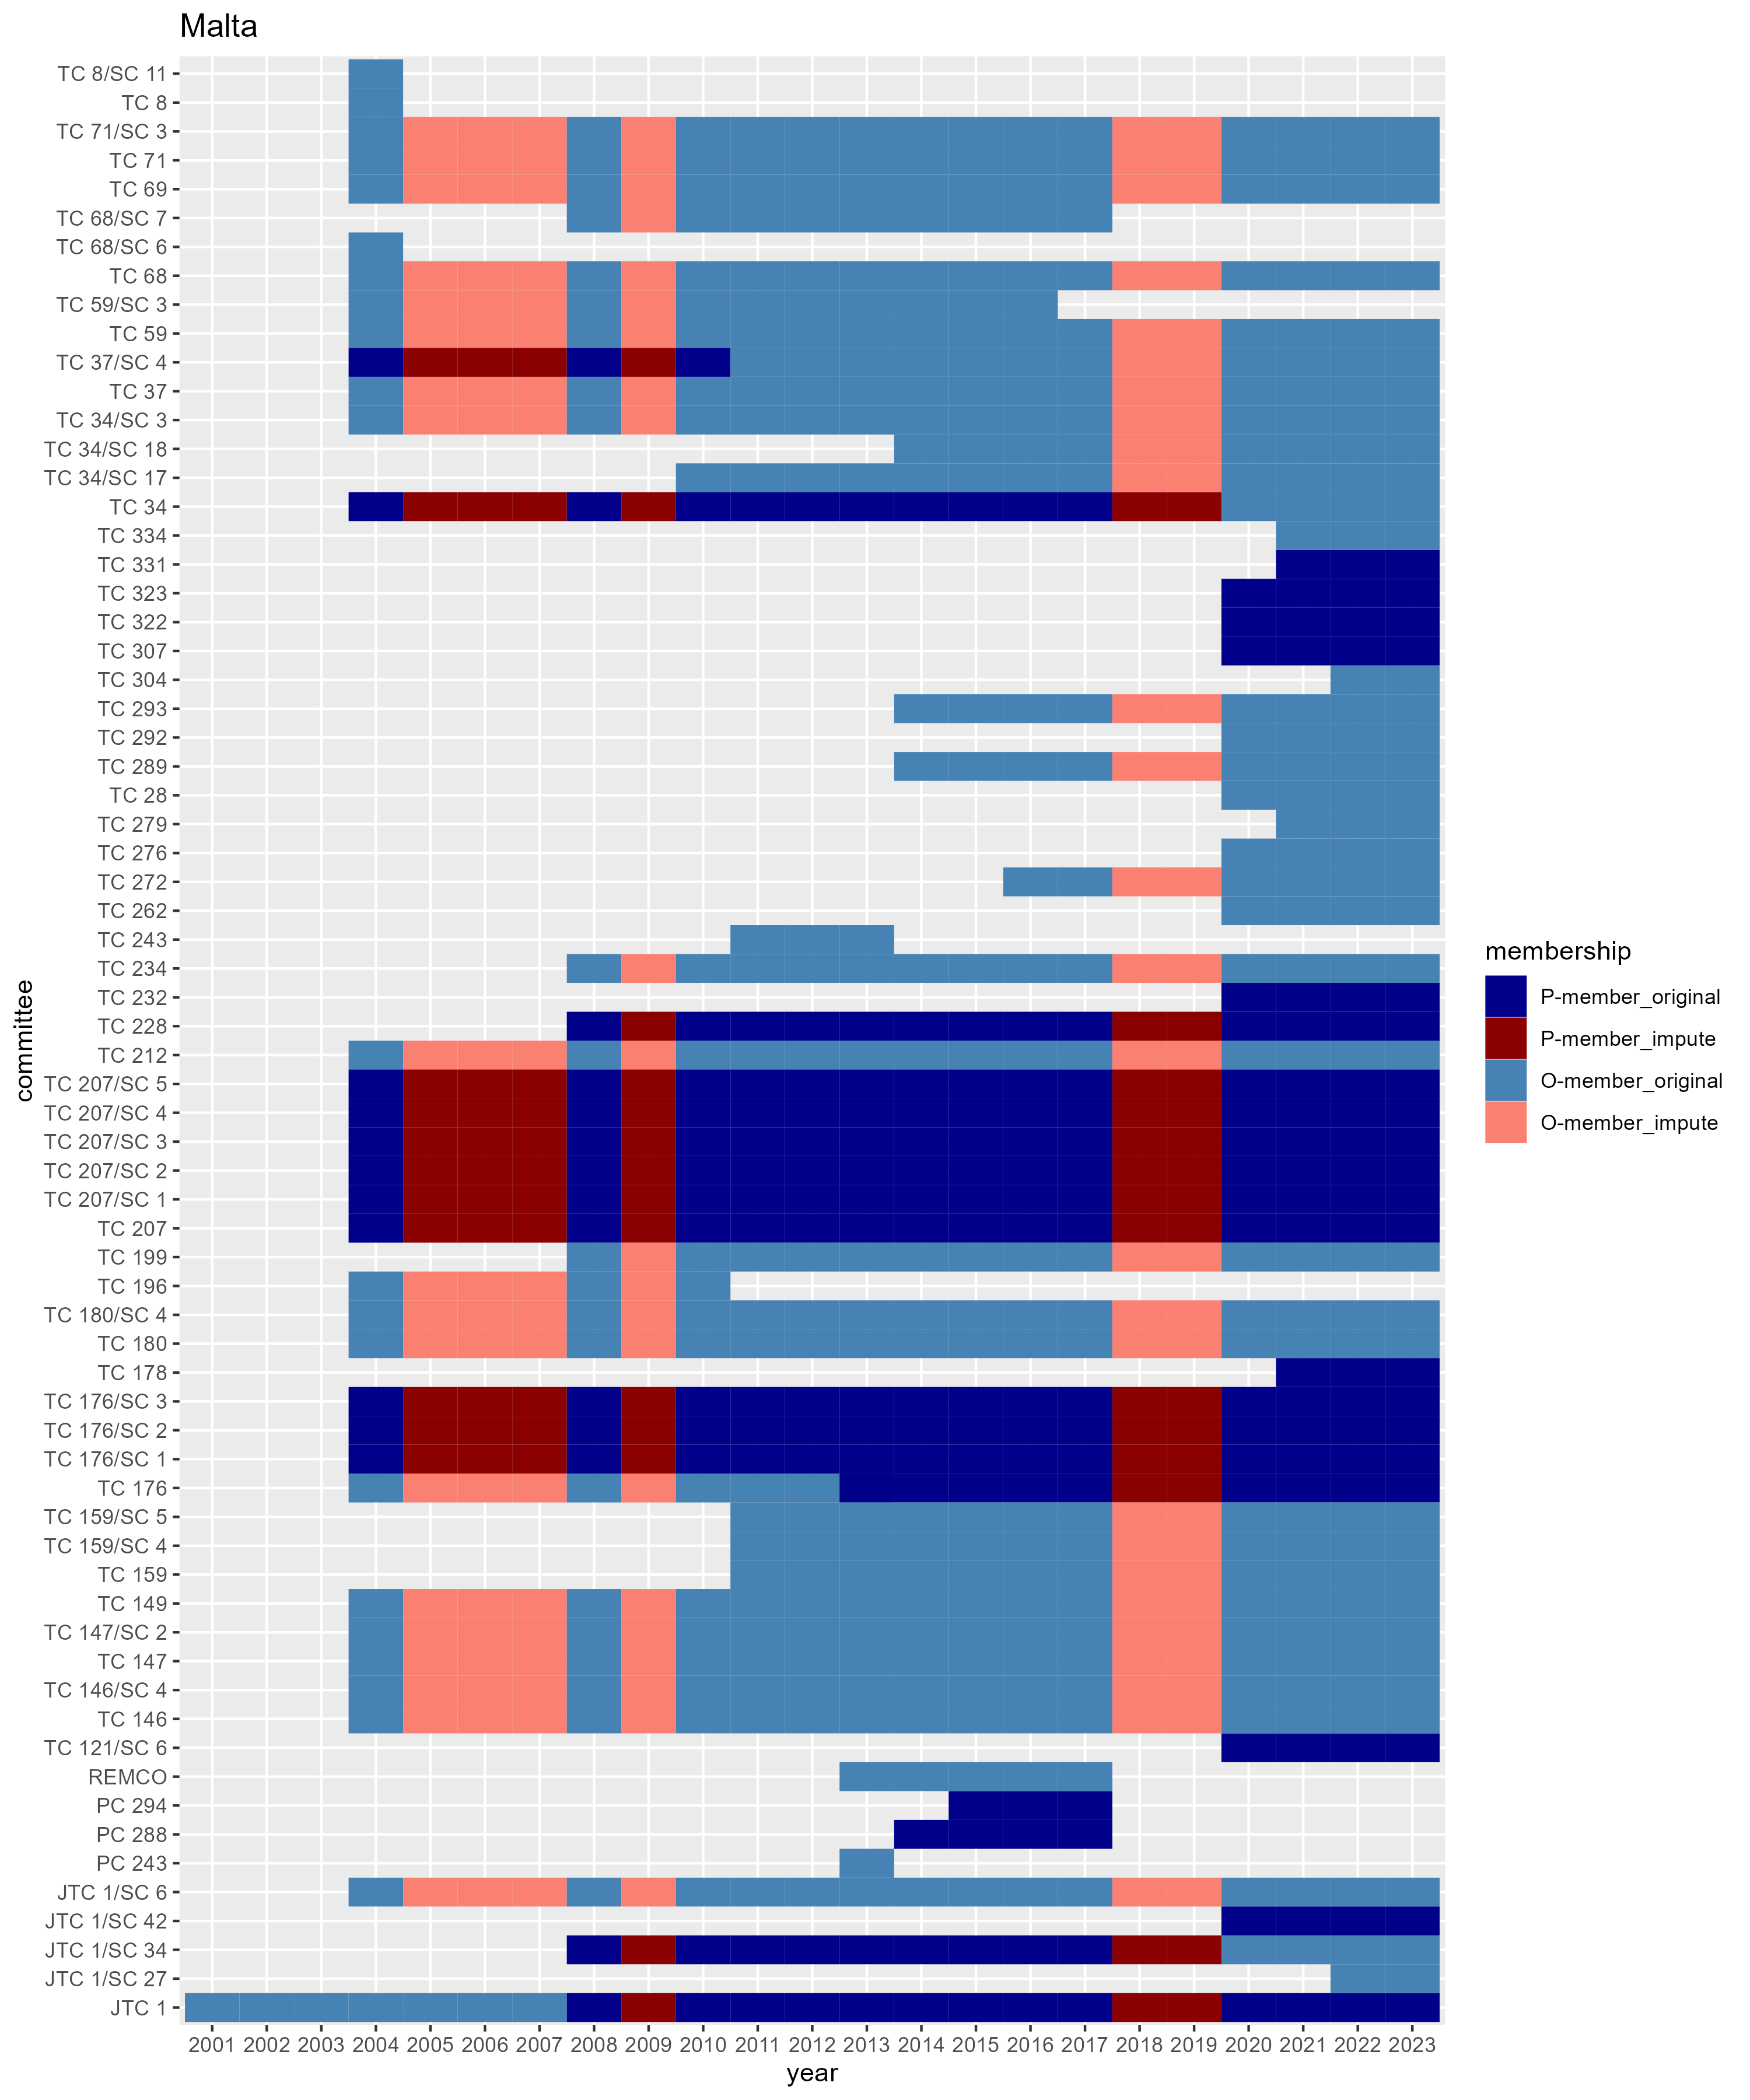 Malta
TC 8/SC 11
TC 8
TC 71/SC 3
TC 71
TC 69
TC 68/SC 7
TC 68/SC 6
TC 68
TC 59/SC 3
TC 59
TC 37/SC 4
TC 37
TC 34/SC 3
TC 34/SC 18
TC 34/SC 17
TC 34
TC 334
TC 331
TC 323
TC 322
TC 307
TC 304
TC 293
TC 292
TC 289
TC 28
TC 279
TC 276
TC 272
TC 262
TC 243
TC 234
TC 232
TC 228
TC 212
TC 207/SC 5
TC 207/SC 4
TC 207/SC 3
TC 207/SC 2
TC 207/SC 1
TC 207
TC 199
TC 196
TC 180/SC 4
TC 180
TC 178
TC 176/SC 3
TC 176/SC 2
TC 176/SC 1
TC 176
TC 159/SC 5
TC 159/SC 4
TC 159
TC 149
TC 147/SC 2
TC 147
TC 146/SC 4
TC 146
TC 121/SC 6
REMCO
PC 294
PC 288
PC 243
JTC 1/SC 6
JTC 1/SC 42
JTC 1/SC 34
JTC 1/SC 27
JTC 1
committee
2001 2002 2003 2004 2005 2006 2007 2008 2009 2010 2011 2012 2013 2014 2015 2016 2017 2018 2019 2020 2021 2022 2023
year
membership
P-member_original
P-member_impute
O-member_original
O-member_impute